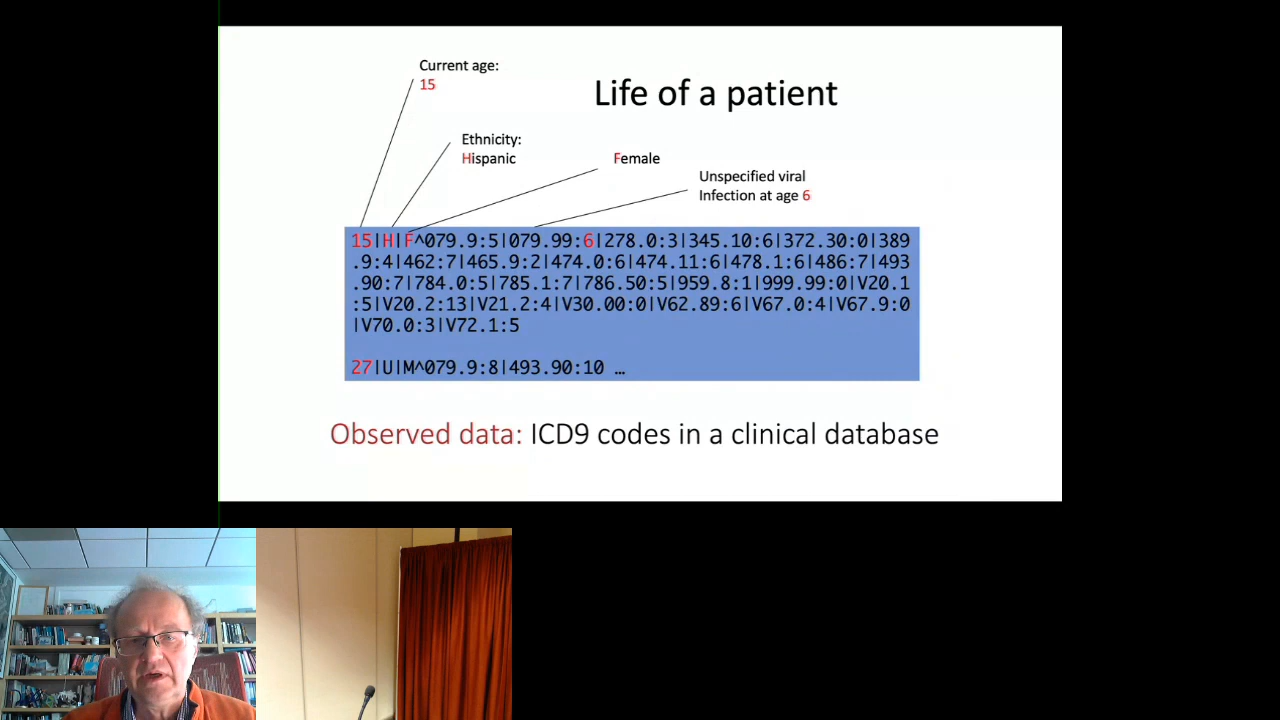 Current age:
15
Life of a patient
Ethnicity:
Hispanic
Female
Unspecified viral
Infection at age 6
15|H|F^079.9:5|079.99:6|278.0:3|345.10:6|372.30:0|389
.9:4|462:7|465.9:2|474.0:6|474.11:6|478.1:6|486:7|493
.90:7|784.0:5|785.1:7|786.50:5|959.8:1|999.99:0|V20.1
:5|V20.2:13|V21.2:4|V30.00:0|V62.89:6|V67.0:4|V67.9:0
|V70.0:3|V72.1:5
27|U|M^079.9:8|493.90:10 …
Observed data: ICD9 codes in a clinical database